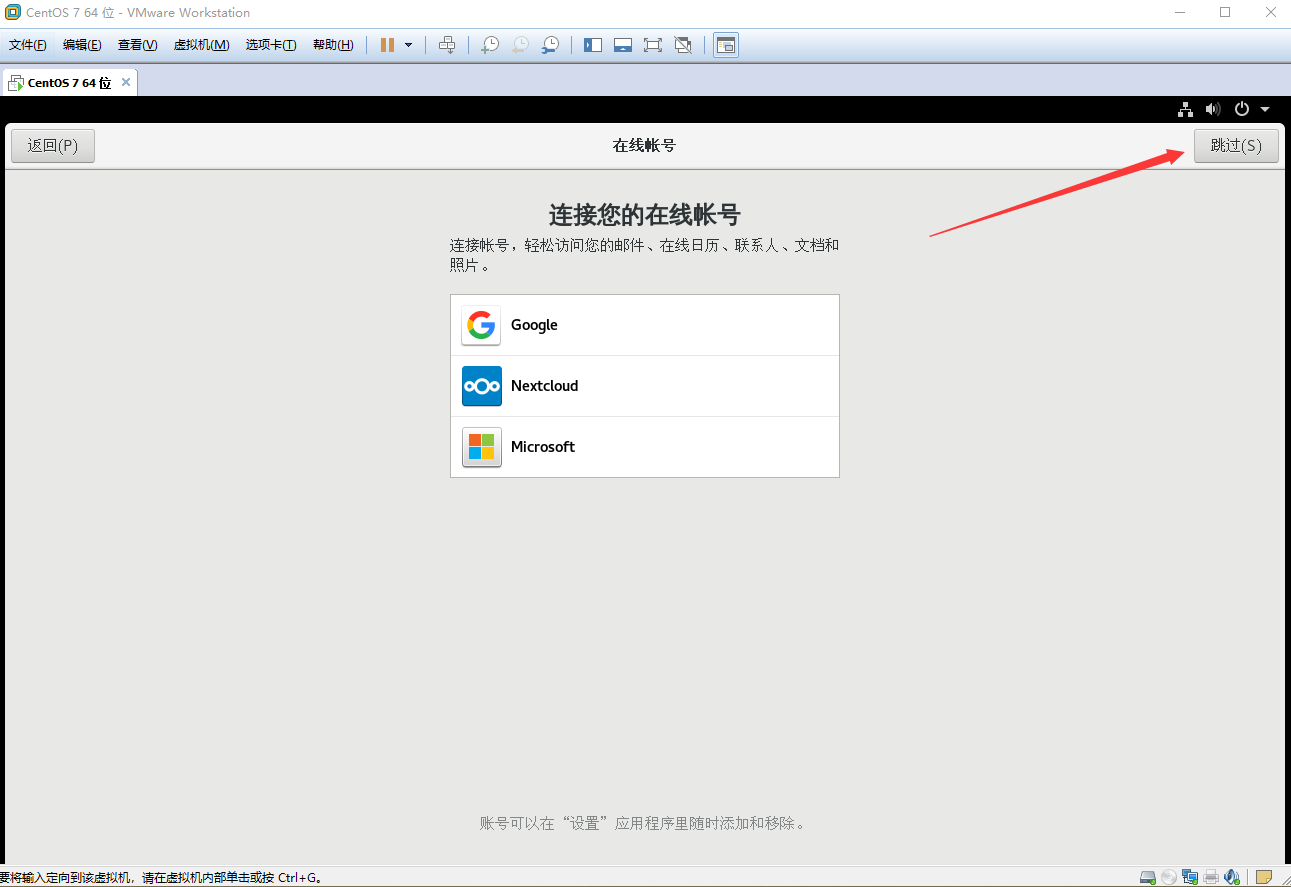 CentOS 7 64 位 - VMware Workstation
文件(F) 编辑(E) 查看(V) 虚拟机(M) 选项卡(T) 帮助(H)
CentOS 7 64 位
返回(P) 在线帐号 跳过(S)
连接您的在线帐号
连接帐号，轻松访问您的邮件、在线日历、联系人、文档和
照片。
Google
Nextcloud
Microsoft
账号可以在“设置”应用程序里随时添加和移除。
要将输入定向到该虚拟机，请在虚拟机内部单击或按 Ctrl+G。